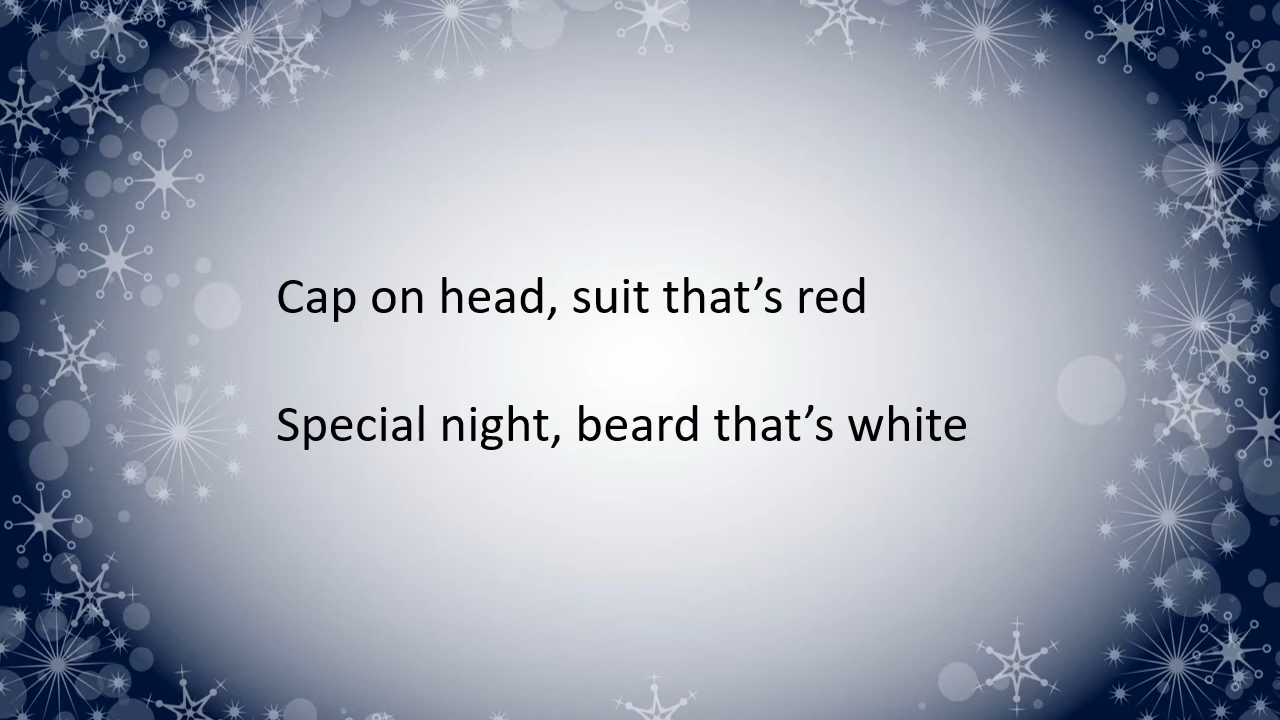 Cap on head, suit that’s red
Special night, beard that’s white